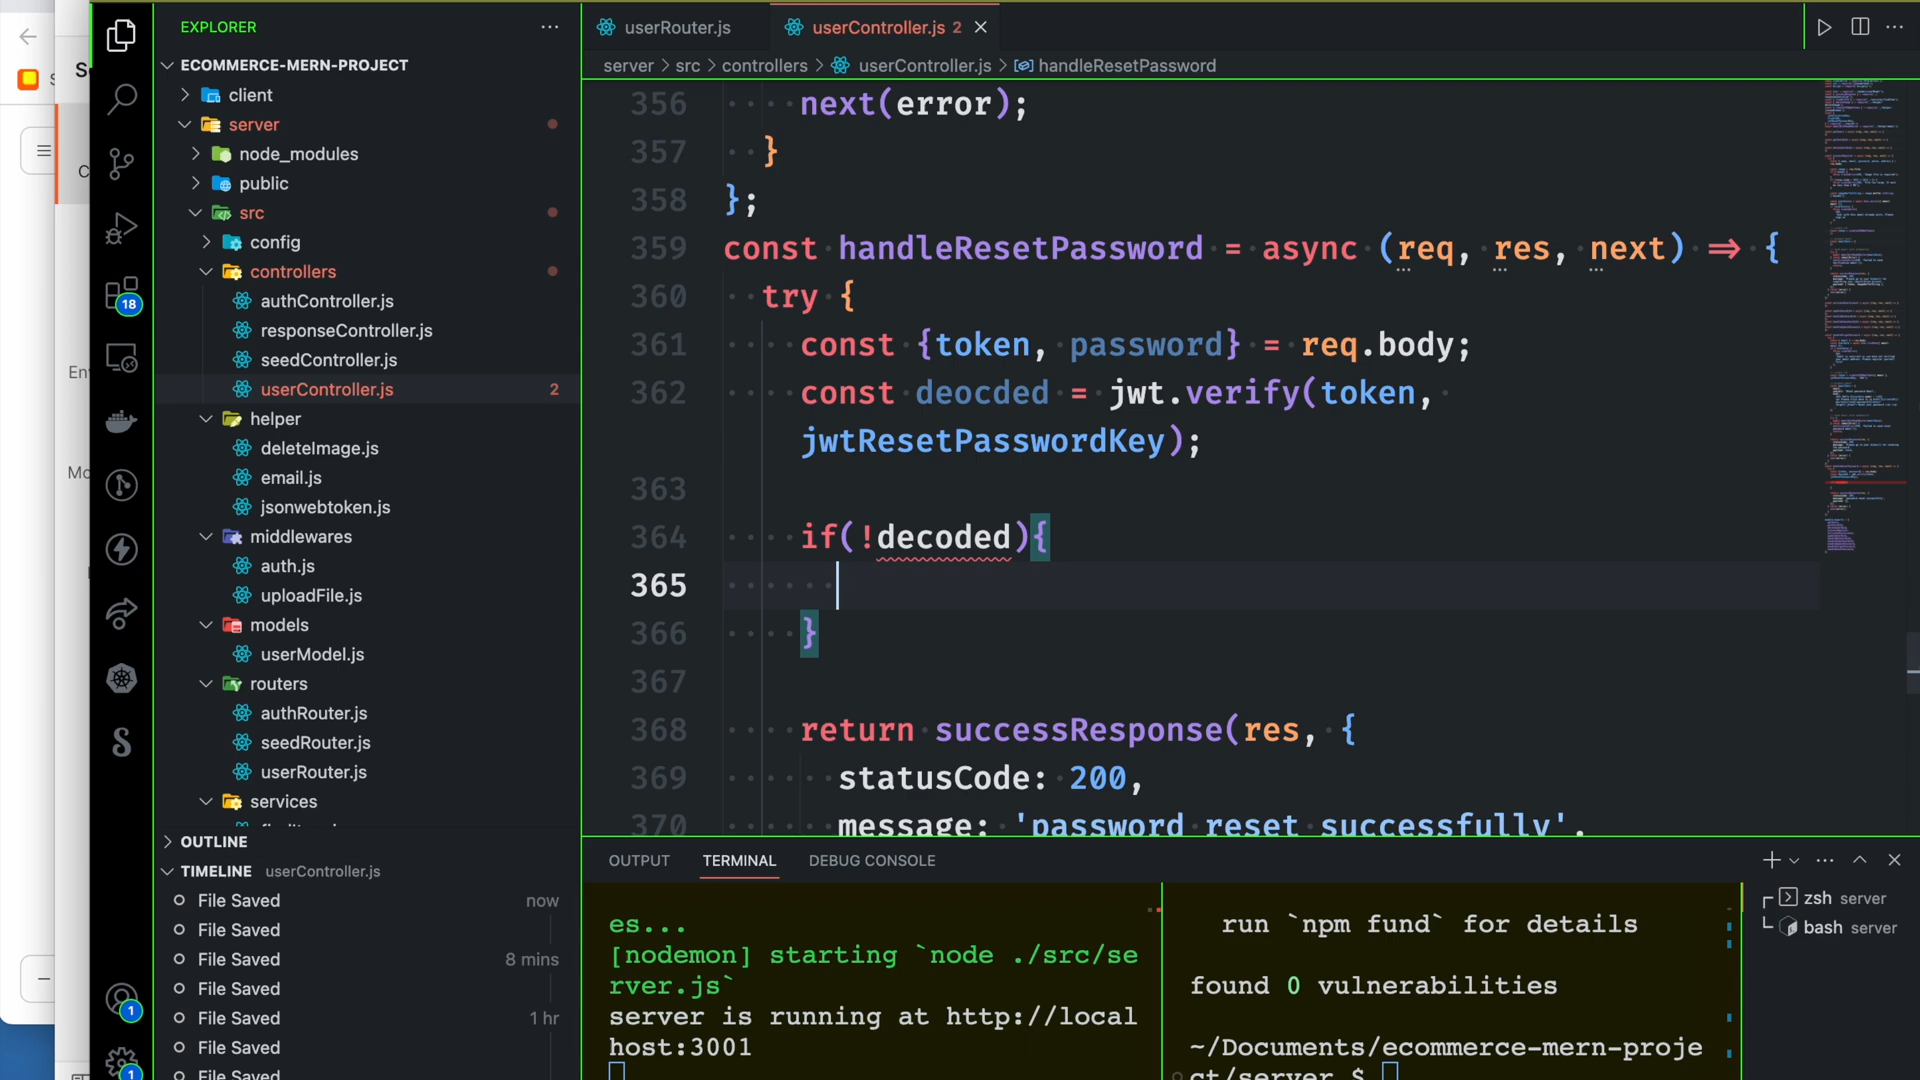 EXPLORER
ECOMMERCE-MERN-PROJECT
client
server
node_modules
public
src
config
controllers
authController.js
responseController.js
seedController.js
userController.js 2
helper
deleteImage.js
email.js
jsonwebtoken.js
middlewares
auth.js
uploadFile.js
models
userModel.js
routers
authRouter.js
seedRouter.js
userRouter.js
services
OUTLINE
TIMELINE userController.js
File Saved now
File Saved
File Saved 8 mins
File Saved
File Saved 1 hr
File Saved
File Saved
18
1
1
userRouter.js
userController.js 2
server > src > controllers > userController.js > handleResetPassword
356 next(error);
357 }
358 };
359 const handleResetPassword = async (req, res, next) => {
360 try {
361 const {token, password} = req.body;
362 const deocded = jwt.verify(token,
jwtResetPasswordKey);
363
364 if(!decoded){
365
366 }
367
368 return successResponse(res, {
369 statusCode: 200,
370 message: 'password reset successfully',
OUTPUT
TERMINAL
DEBUG CONSOLE
es...
[nodemon] starting `node ./src/se
rver.js`
server is running at http://local
host:3001
run `npm fund` for details
found 0 vulnerabilities
~/Documents/ecommerce-mern-proje
ct/server $
zsh server
bash server